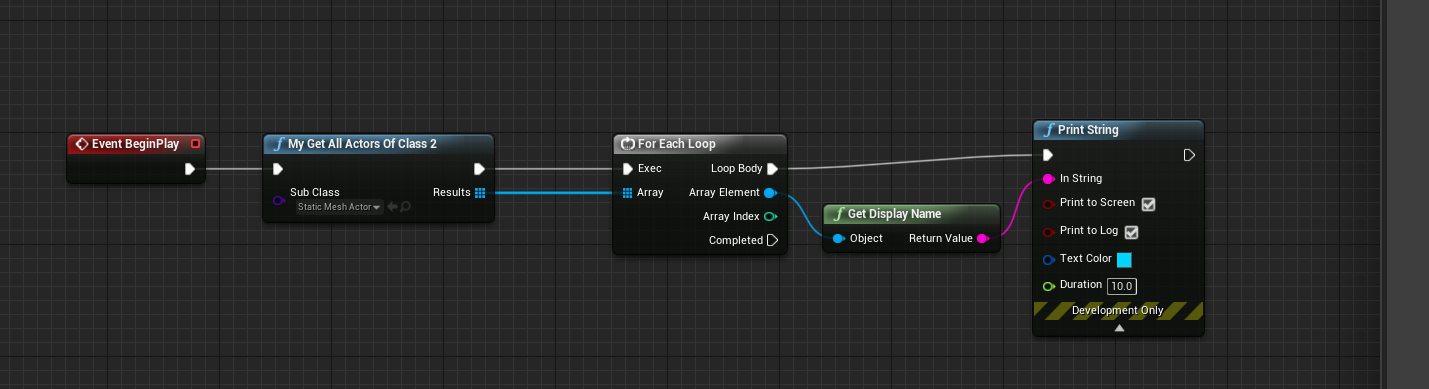 Event BeginPlay
My Get All Actors Of Class 2
Sub Class
Static Mesh Actor
Results
For Each Loop
Exec
Loop Body
Array
Array Element
Array Index
Completed
Get Display Name
Object
Return Value
Print String
In String
Print to Screen
Print to Log
Text Color
Duration 10.0
Development Only